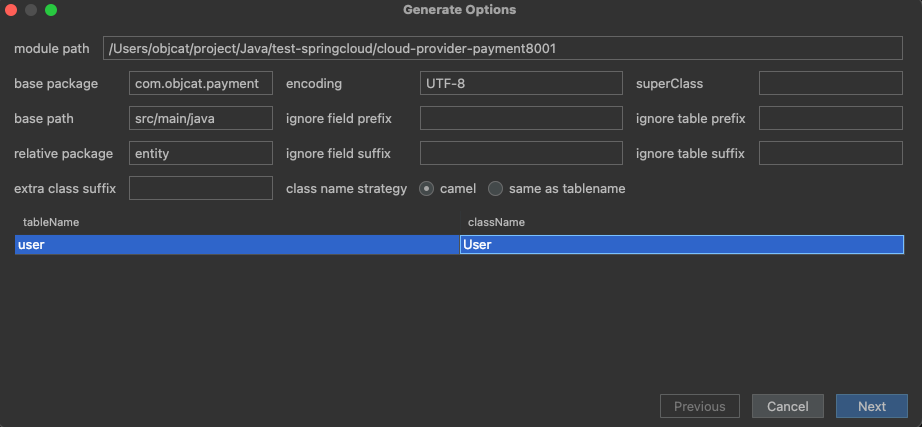 Generate Options
module path /Users/objcat/project/Java/test-springcloud/cloud-provider-payment8001
base package com.objcat.payment encoding UTF-8 superClass
base path src/main/java ignore field prefix ignore table prefix
relative package entity ignore field suffix ignore table suffix
extra class suffix class name strategy camel same as tablename
tableName className
user User
Previous Cancel Next